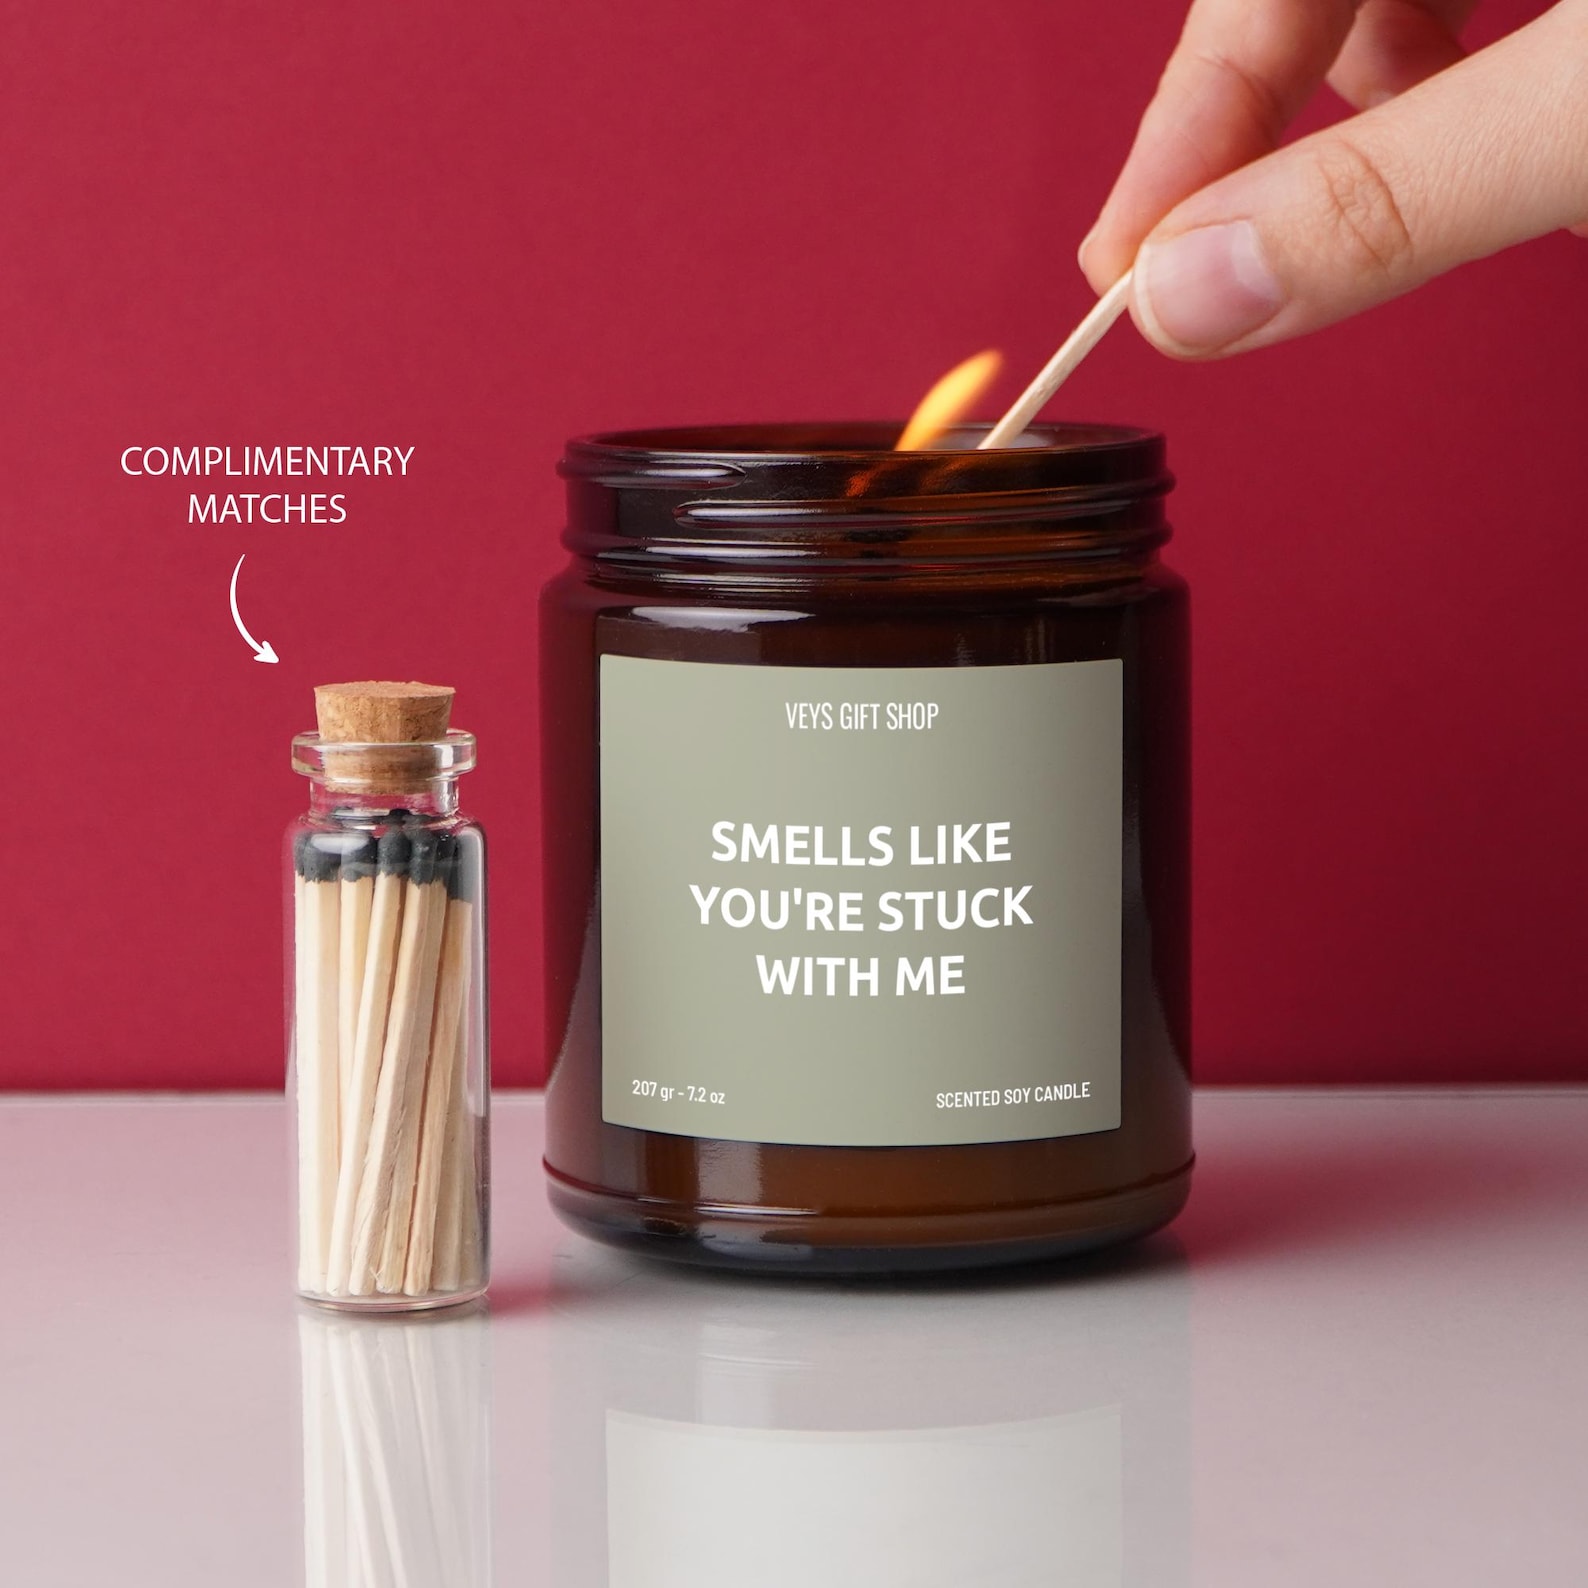 COMPLIMENTARY
MATCHES
VEYS GIFT SHOP
SMELLS LIKE
YOU'RE STUCK
WITH ME
207 gr - 7.2 oz
SCENTED SOY CANDLE